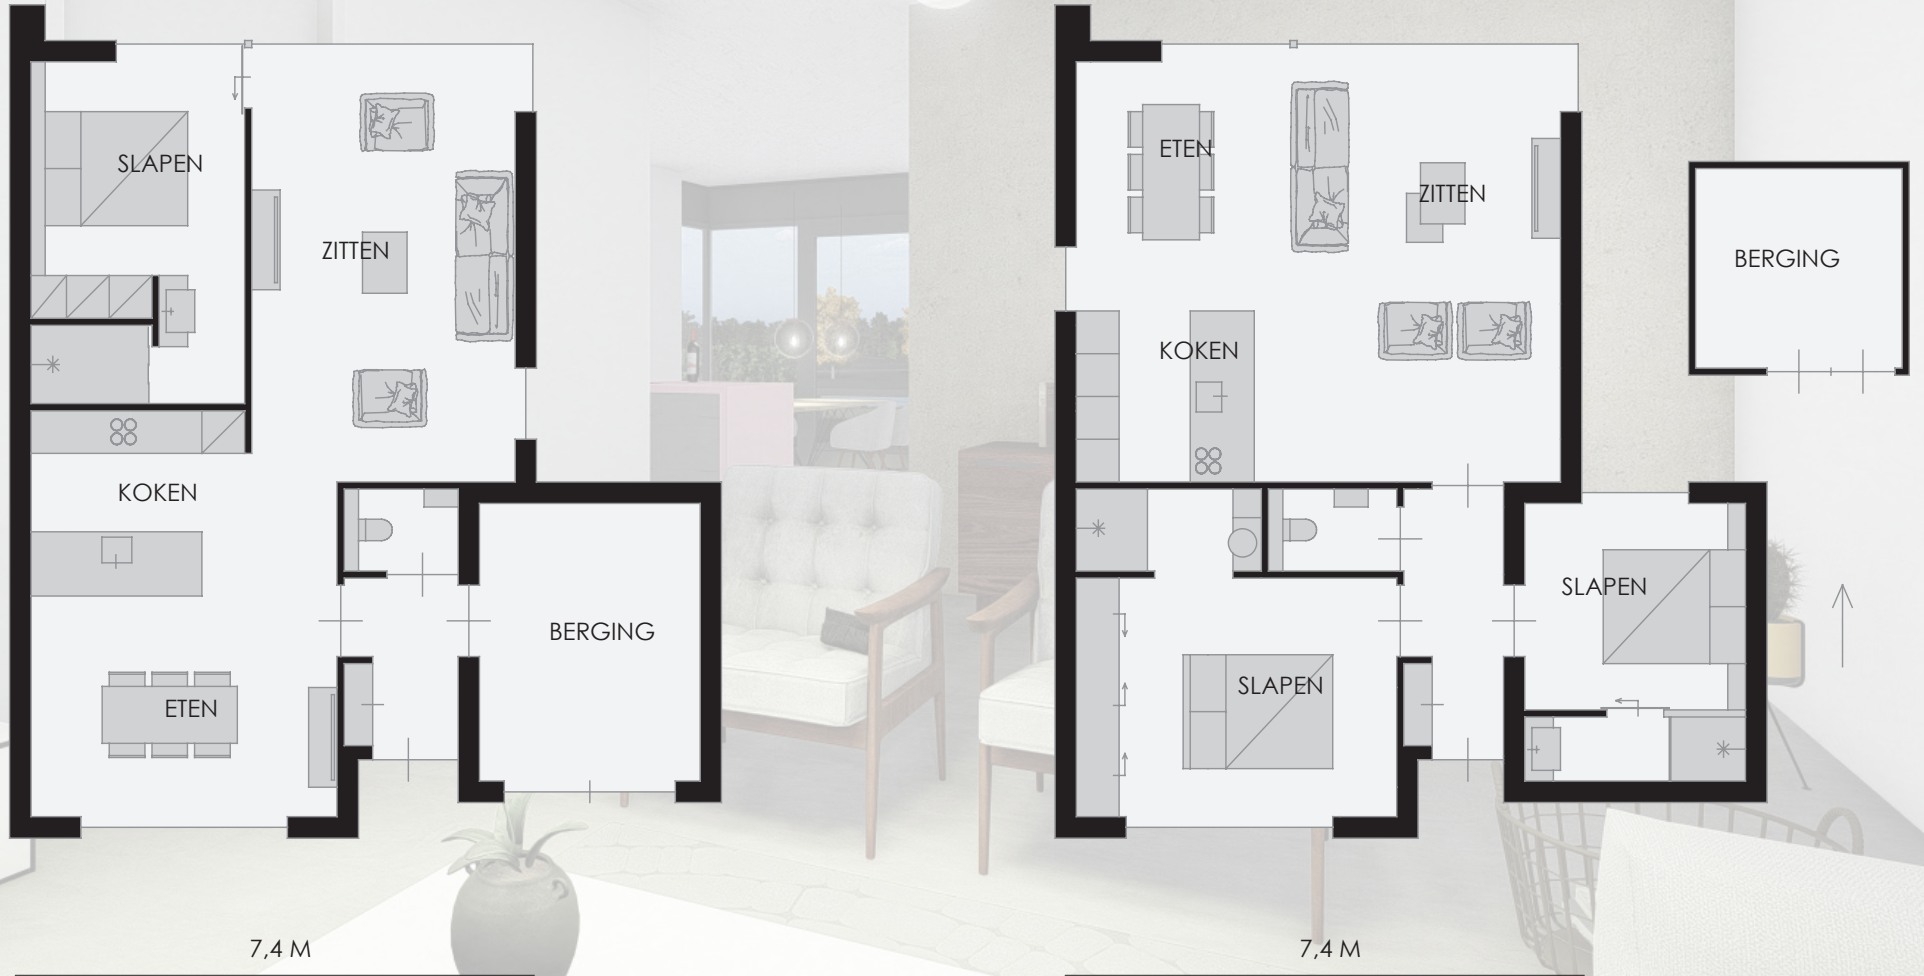 SLAPEN
ZITTEN
KOKEN
BERGING
ETEN
7,4 M
ETEN
ZITTEN
BERGING
KOKEN
SLAPEN
SLAPEN
7,4 M